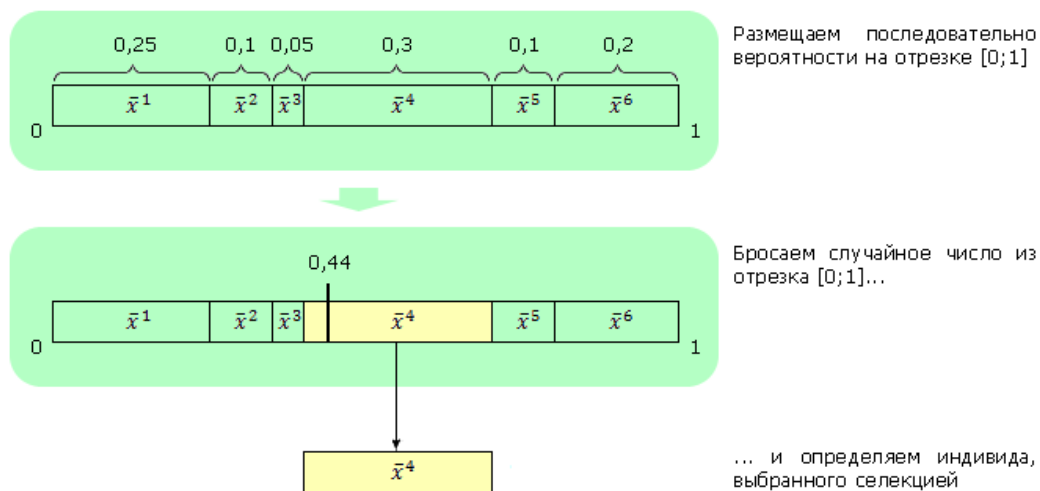 0,25 0,1 0,05 0,3 0,1 0,2
x̄¹ x̄² x̄³ x̄⁴ x̄⁵ x̄⁶
0 1
Размещаем последовательно
вероятности на отрезке [0;1]
0,44
x̄¹ x̄² x̄³ x̄⁴ x̄⁵ x̄⁶
0 1
Бросаем случайное число из
отрезка [0;1]...
x̄⁴
... и определяем индивида,
выбранного селекцией